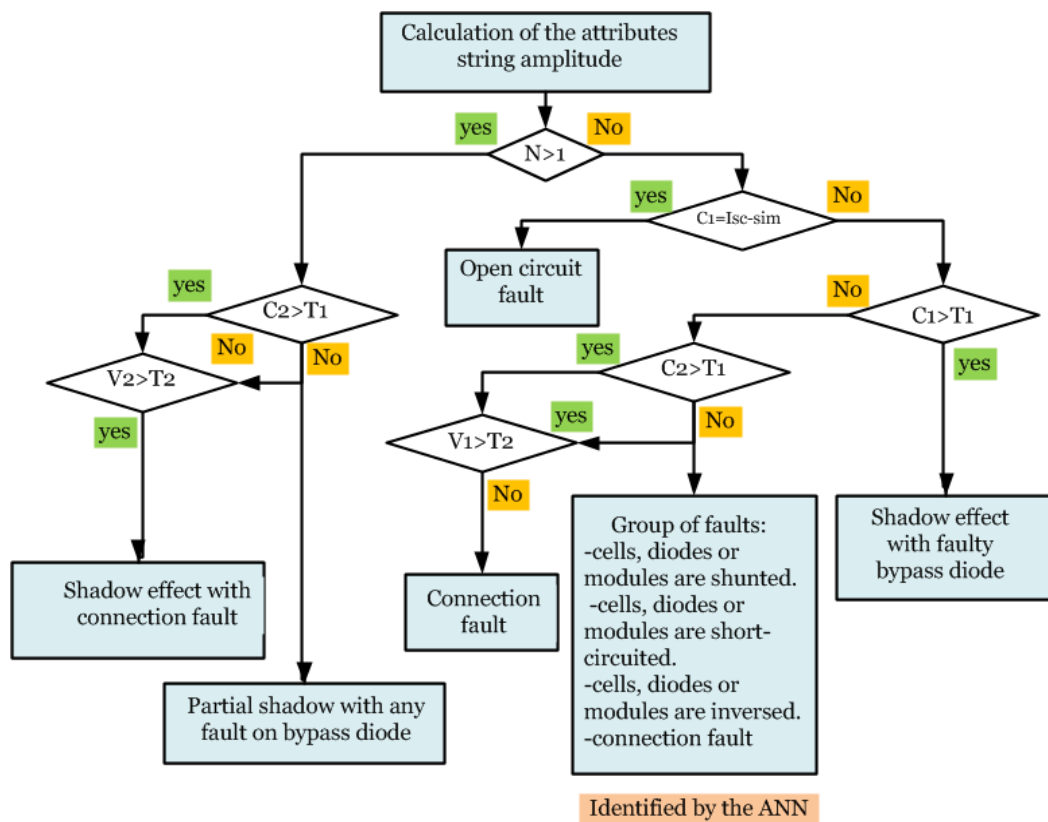 Calculation of the attributes
string amplitude
yes
No
N>1
yes
No
C1=Isc-sim
Open circuit
fault
yes
C2>T1
No
No
V2>T2
yes
No
C1>T1
yes
yes
C2>T1
yes
No
V1>T2
No
Shadow effect with
connection fault
Partial shadow with any
fault on bypass diode
Connection
fault
Group of faults:
-cells, diodes or
modules are shunted.
-cells, diodes or
modules are short-
circuited.
-cells, diodes or
modules are inversed.
-connection fault
Shadow effect
with faulty
bypass diode
Identified by the ANN